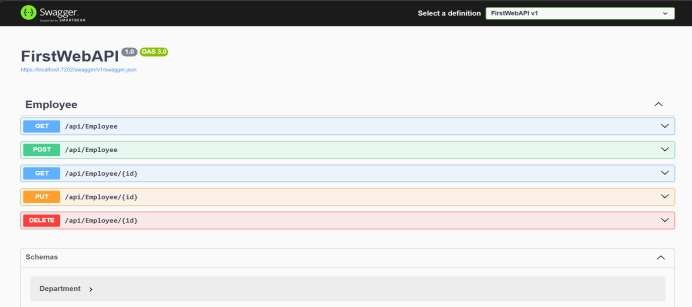 Swagger
Supported by SMARTBEAR
Select a definition
FirstWebAPI v1
FirstWebAPI 1.0 OAS 3.0
https://localhost:7202/swagger/v1/swagger.json
Employee
GET /api/Employee
POST /api/Employee
GET /api/Employee/{id}
PUT /api/Employee/{id}
DELETE /api/Employee/{id}
Schemas
Department